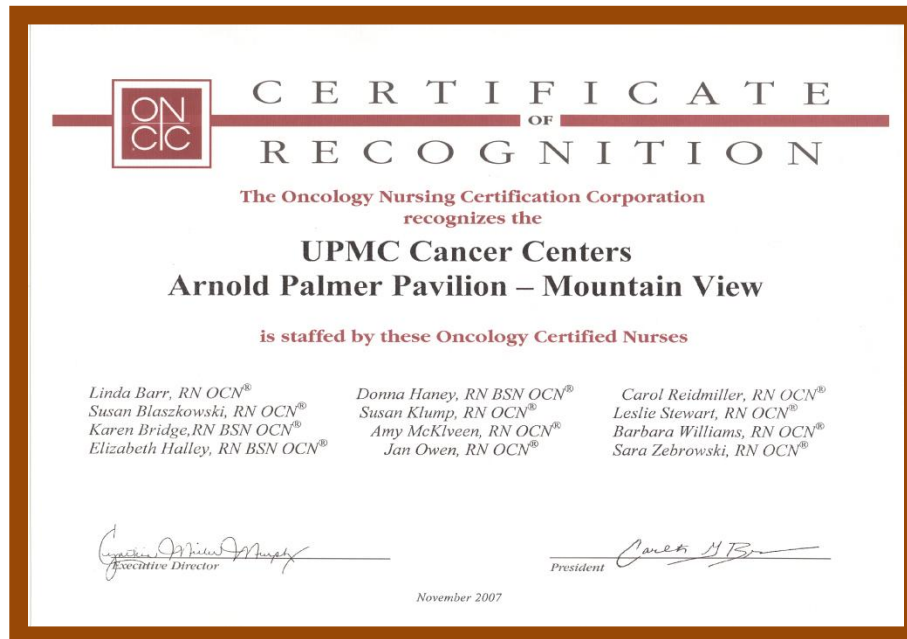 ON
CC
CERTIFICATE
OF
RECOGNITION
The Oncology Nursing Certification Corporation
recognizes the
UPMC Cancer Centers
Arnold Palmer Pavilion – Mountain View
is staffed by these Oncology Certified Nurses
Linda Barr, RN OCN®
Susan Blaszkowski, RN OCN®
Karen Bridge,RN BSN OCN®
Elizabeth Halley, RN BSN OCN®
Donna Haney, RN BSN OCN®
Susan Klump, RN OCN®
Amy McKlveen, RN OCN®
Jan Owen, RN OCN®
Carol Reidmiller, RN OCN®
Leslie Stewart, RN OCN®
Barbara Williams, RN OCN®
Sara Zebrowski, RN OCN®
Cynthia Miller Murphy
Executive Director
President
November 2007